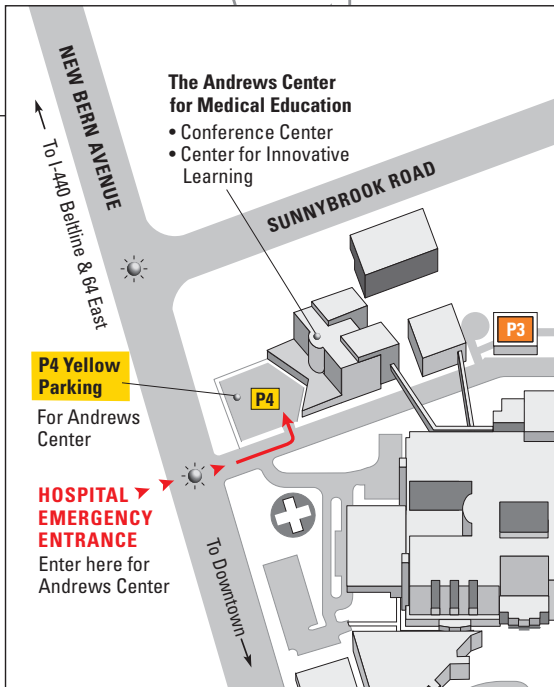 The Andrews Center
for Medical Education
• Conference Center
• Center for Innovative
Learning
NEW BERN AVENUE
To I-440 Beltline & 64 East
SUNNYBROOK ROAD
P3
P4 Yellow
Parking
For Andrews
Center
P4
HOSPITAL
EMERGENCY
ENTRANCE
Enter here for
Andrews Center
To Downtown